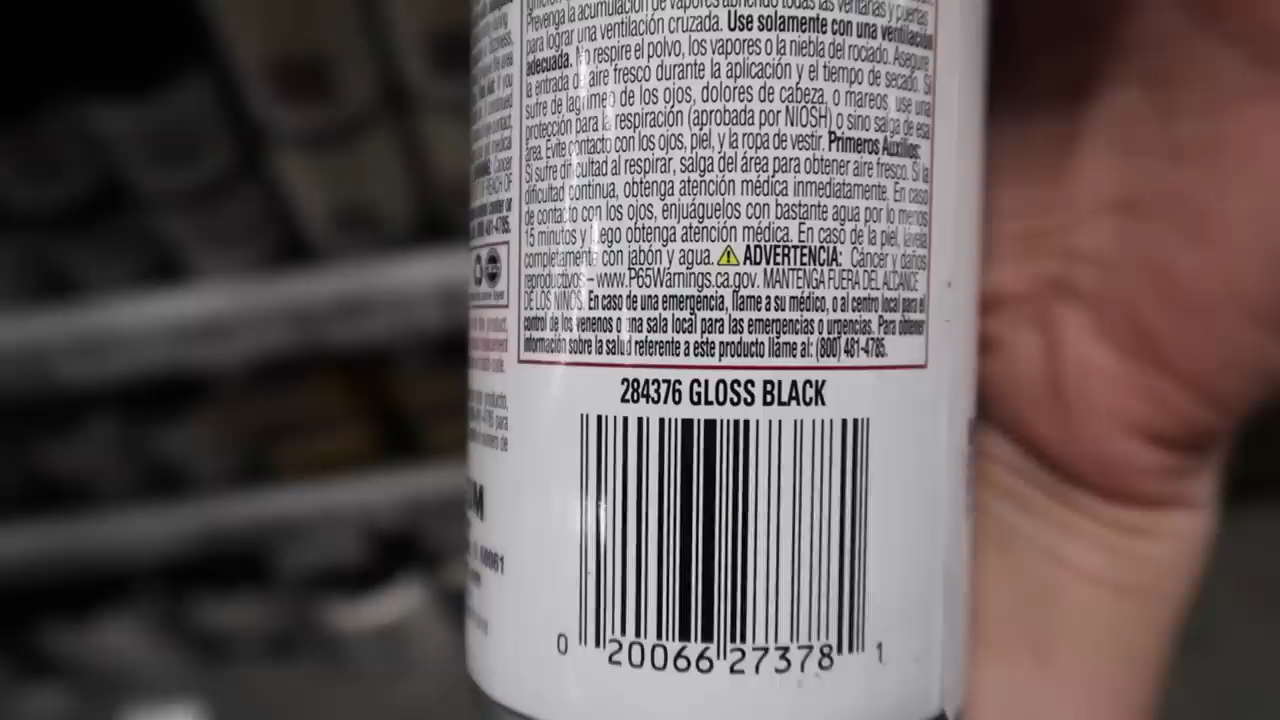 Prevenga la acumulación de vapores abriendo todas las ventanas y puertas
para lograr una ventilación cruzada. Use solamente con una ventilación
adecuada. No respire el polvo, los vapores o la niebla del rociado. Asegure
la entrada de aire fresco durante la aplicación y el tiempo de secado. Si
sufre de lagrimeo de los ojos, dolores de cabeza, o mareos, use una
protección para la respiración (aprobada por NIOSH) o sino salga de esa
área. Evite contacto con los ojos, piel, y la ropa de vestir. Primeros Auxilios:
Si sufre dificultad al respirar, salga del área para obtener aire fresco. Si la
dificultad continua, obtenga atención médica inmediatamente. En caso
de contacto con los ojos, enjuáguelos con bastante agua por lo menos
15 minutos y luego obtenga atención médica. En caso de la piel, lávela
completamente con jabón y agua. ⚠ ADVERTENCIA: Cáncer y daños
reproductivos – www.P65Warnings.ca.gov. MANTENGA FUERA DEL ALCANCE
DE LOS NIÑOS. En caso de una emergencia, llame a su médico, o al centro local para el
control de los venenos o una sala local para las emergencias o urgencias. Para obtener
información sobre la salud referente a este producto llame al: (800) 481-4785.
284376 GLOSS BLACK
0 20066 27378 1